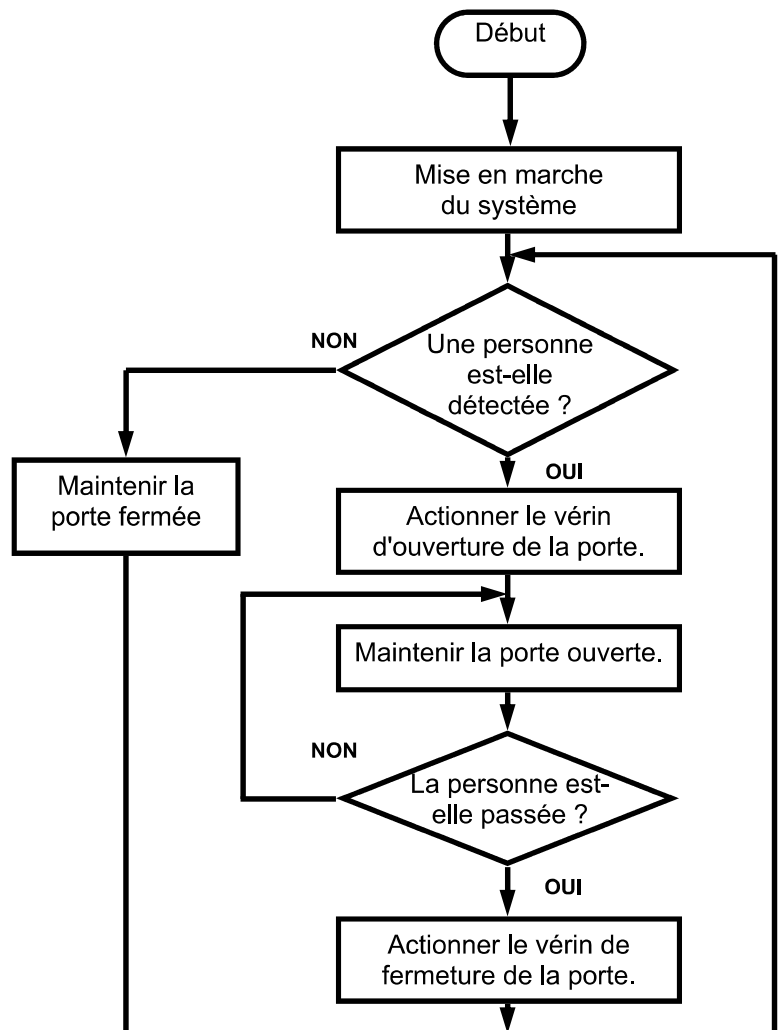 Début
Mise en marche
du système
NON
Une personne
est-elle
détectée ?
OUI
Maintenir la
porte fermée
Actionner le vérin
d'ouverture de la porte.
Maintenir la porte ouverte.
NON
La personne est-
elle passée ?
OUI
Actionner le vérin de
fermeture de la porte.